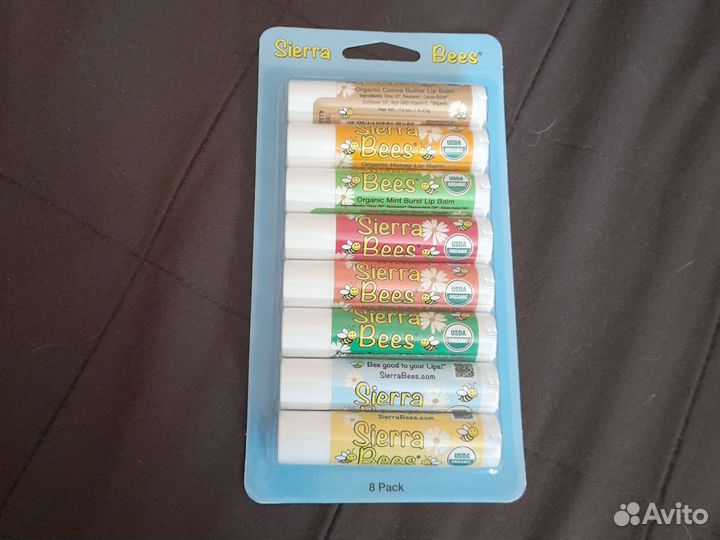 Sierra Bees®
Organic Cocoa Butter Lip Balm
Sierra
Bees®
USDA
ORGANIC
Organic Honey Lip Balm
Bees®
USDA
ORGANIC
Organic Mint Burst Lip Balm
Sierra
Bees®
USDA
ORGANIC
Sierra
Bees
USDA
ORGANIC
Sierra
Bees®
USDA
ORGANIC
Bee good to your Lips!™
SierraBees.com
Sierra
SierraBees.com
Sierra
Bees®
USDA
ORGANIC
8 Pack
Avito